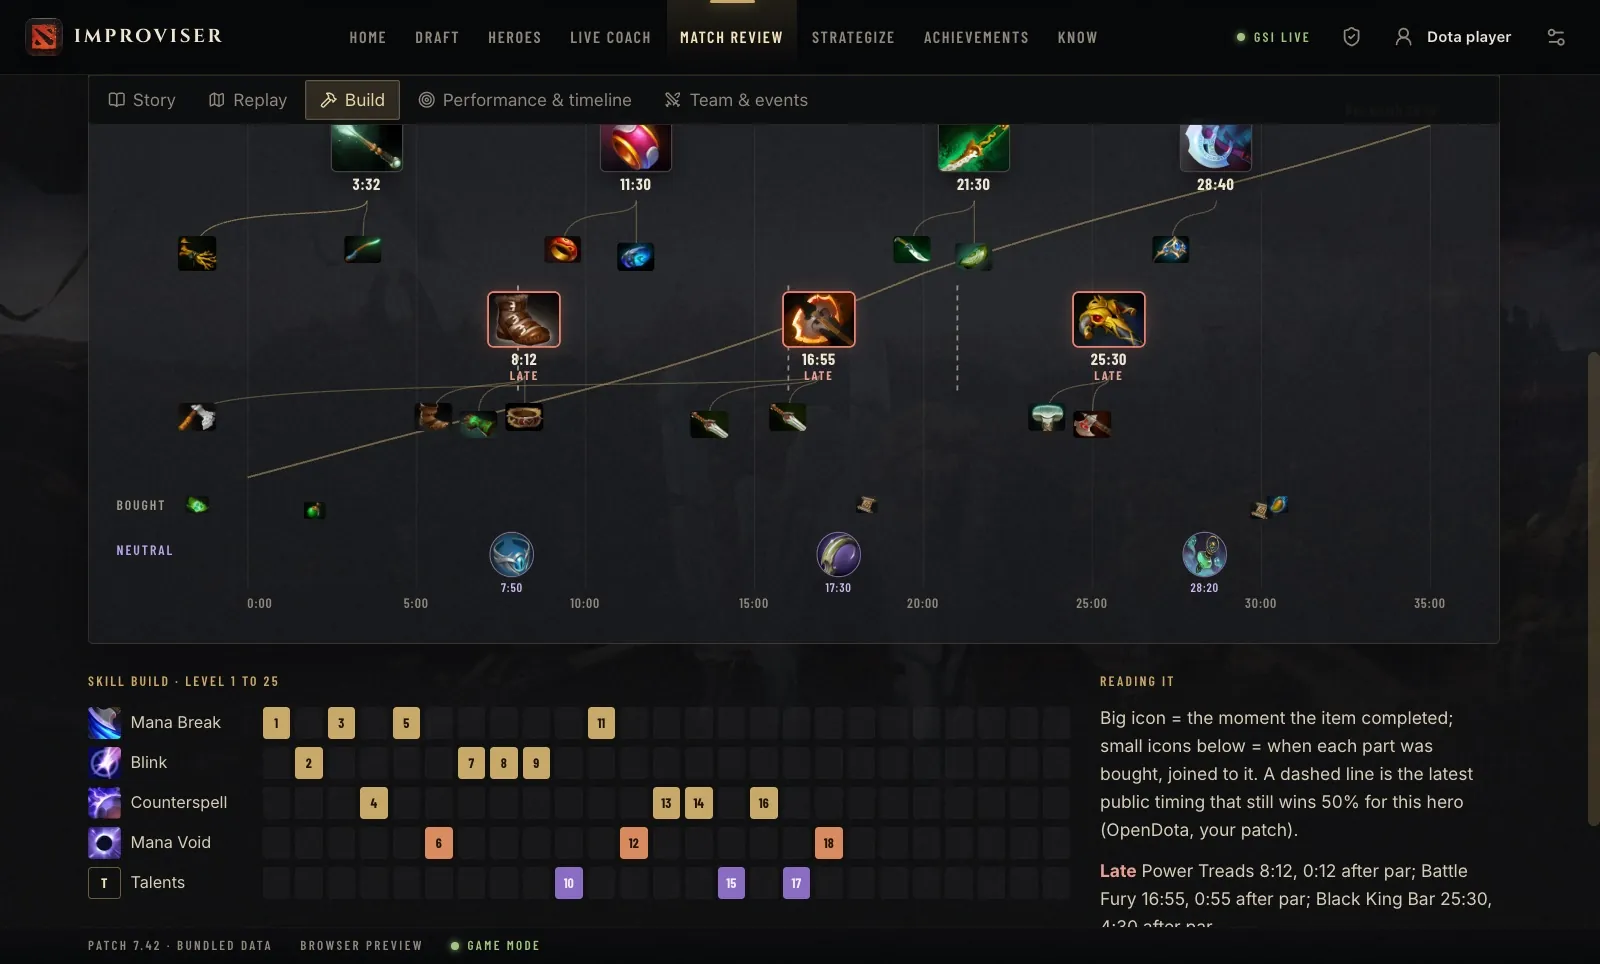 IMPROVISER
HOME DRAFT HEROES LIVE COACH MATCH REVIEW STRATEGIZE ACHIEVEMENTS KNOW
GSI LIVE
Dota player
Story Replay Build Performance & timeline Team & events
3:32 11:30 21:30 28:40
8:12 16:55 25:30
LATE LATE LATE
BOUGHT
NEUTRAL
7:50 17:30 28:20
0:00 5:00 10:00 15:00 20:00 25:00 30:00 35:00
SKILL BUILD · LEVEL 1 TO 25
Mana Break 1 3 5 11
Blink 2 7 8 9
Counterspell 4 13 14 16
Mana Void 6 12 18
T Talents 10 15 17
READING IT
Big icon = the moment the item completed;
small icons below = when each part was
bought, joined to it. A dashed line is the latest
public timing that still wins 50% for this hero
(OpenDota, your patch).
Late Power Treads 8:12, 0:12 after par; Battle
Fury 16:55, 0:55 after par; Black King Bar 25:30,
4:30 after par
PATCH 7.42 · BUNDLED DATA BROWSER PREVIEW GAME MODE